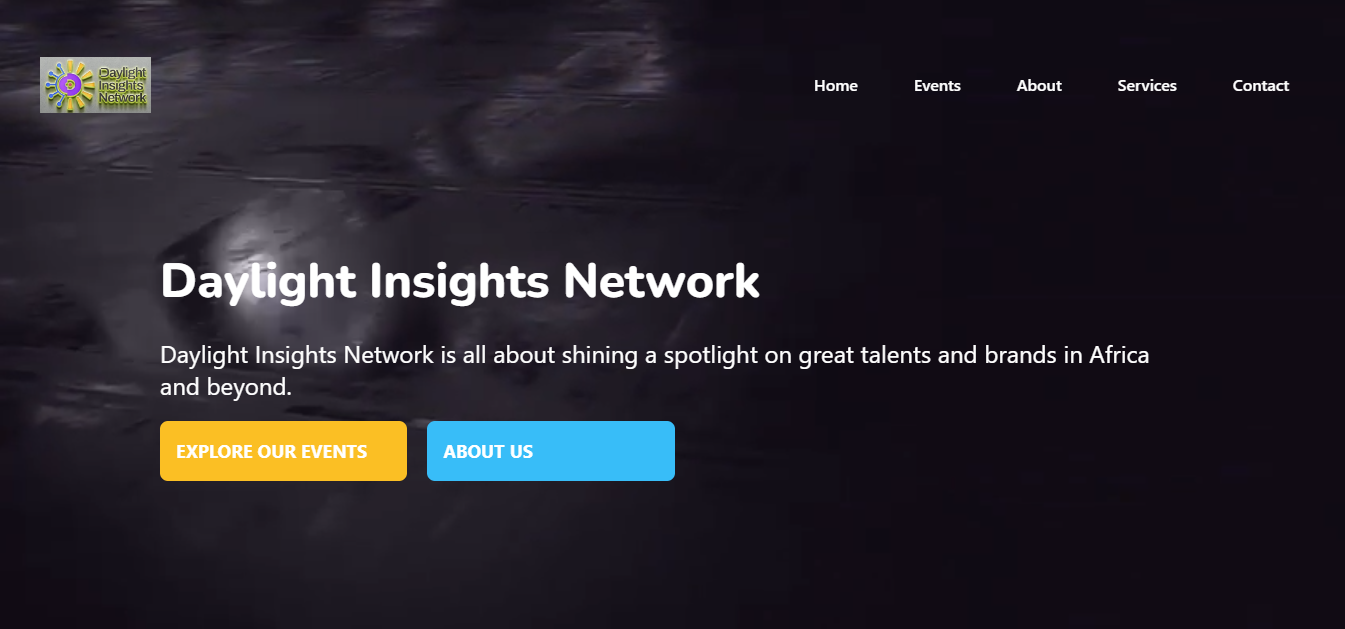 Daylight
Insights
Network
Home
Events
About
Services
Contact
Daylight Insights Network
Daylight Insights Network is all about shining a spotlight on great talents and brands in Africa
and beyond.
EXPLORE OUR EVENTS
ABOUT US